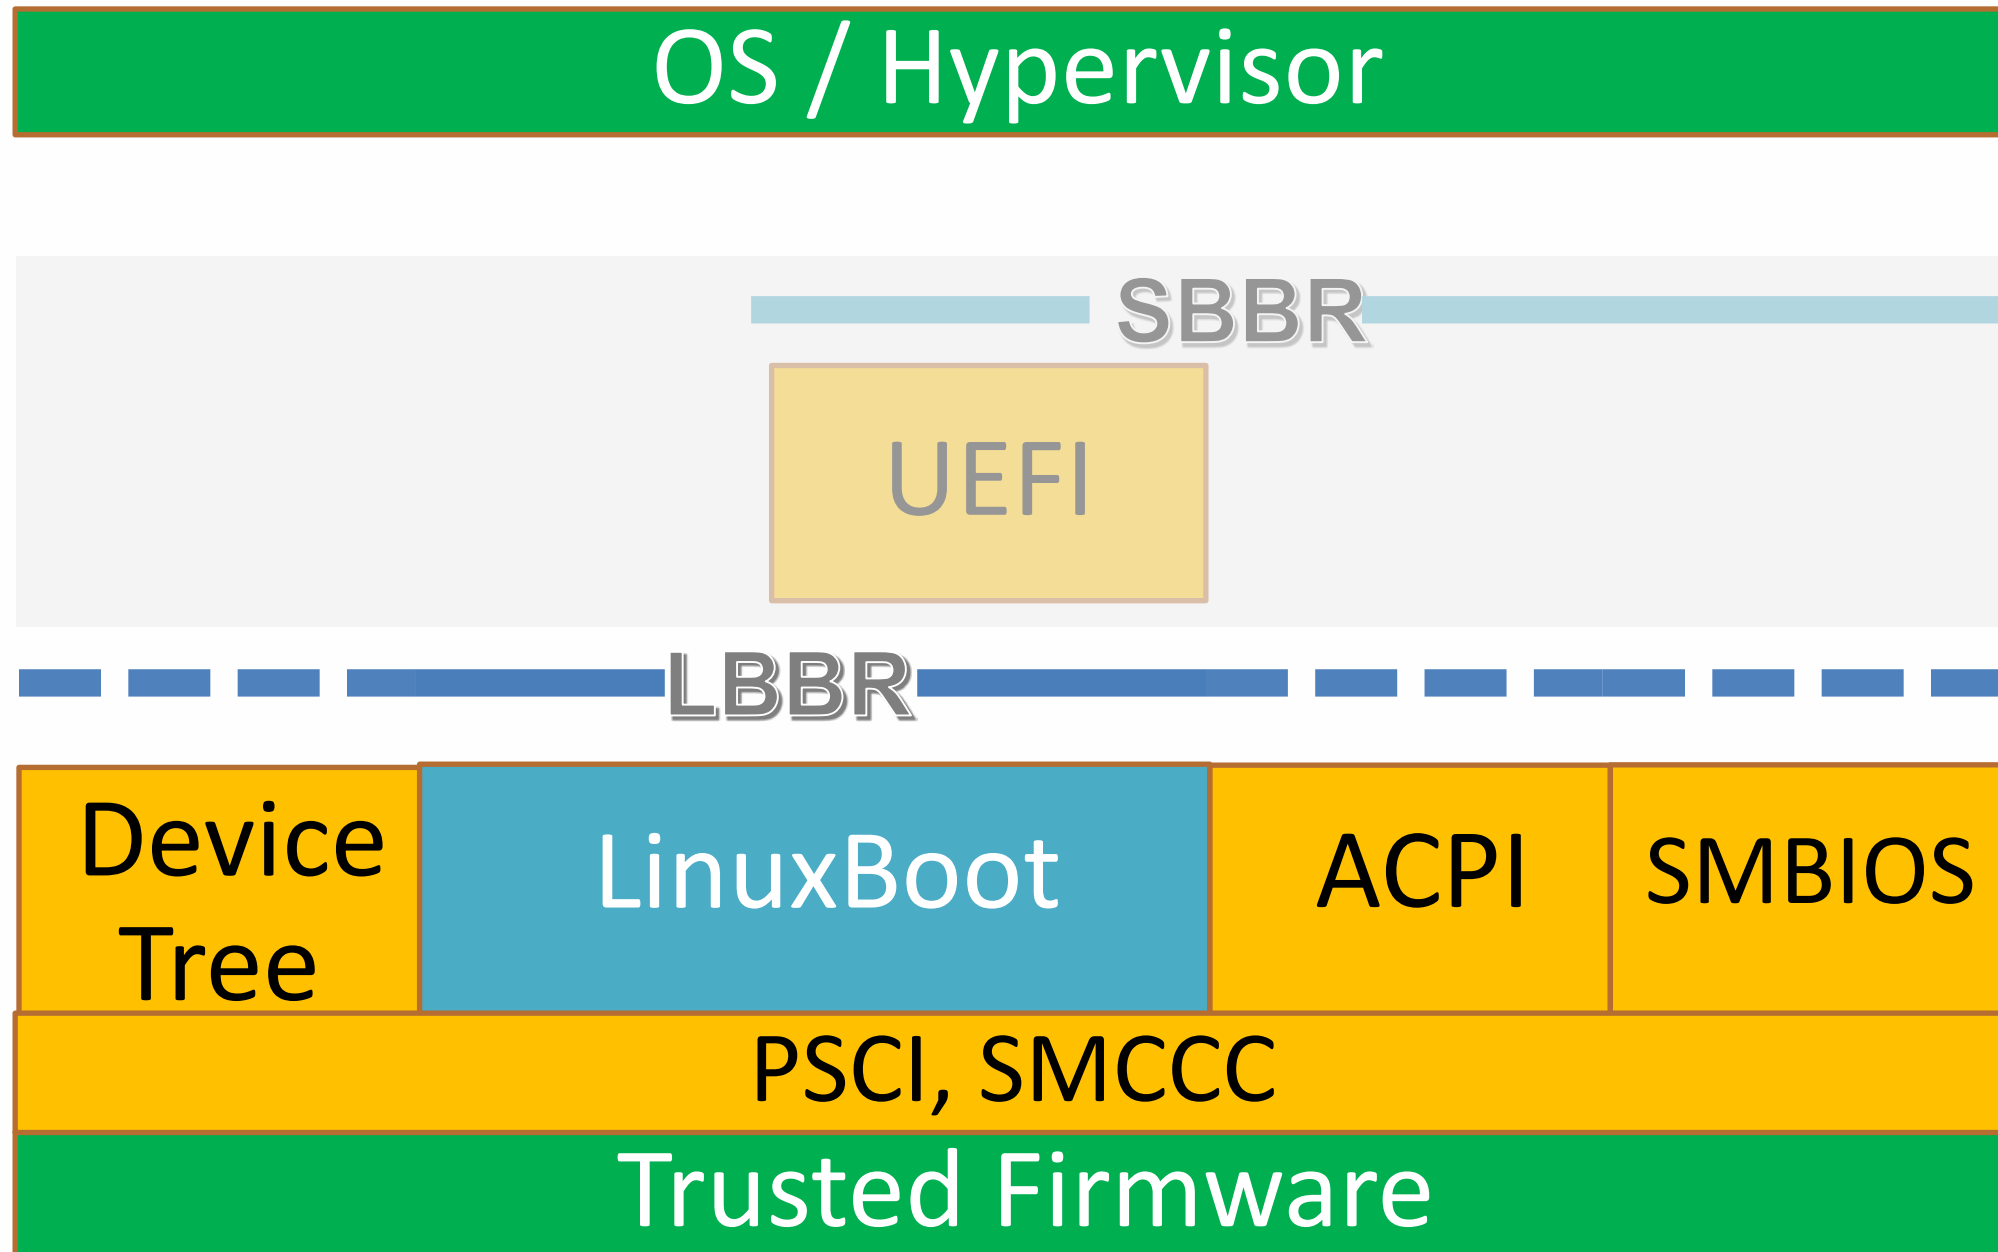 OS / Hypervisor
SBBR
UEFI
LBBR
Device
Tree
LinuxBoot
ACPI
SMBIOS
PSCI, SMCCC
Trusted Firmware